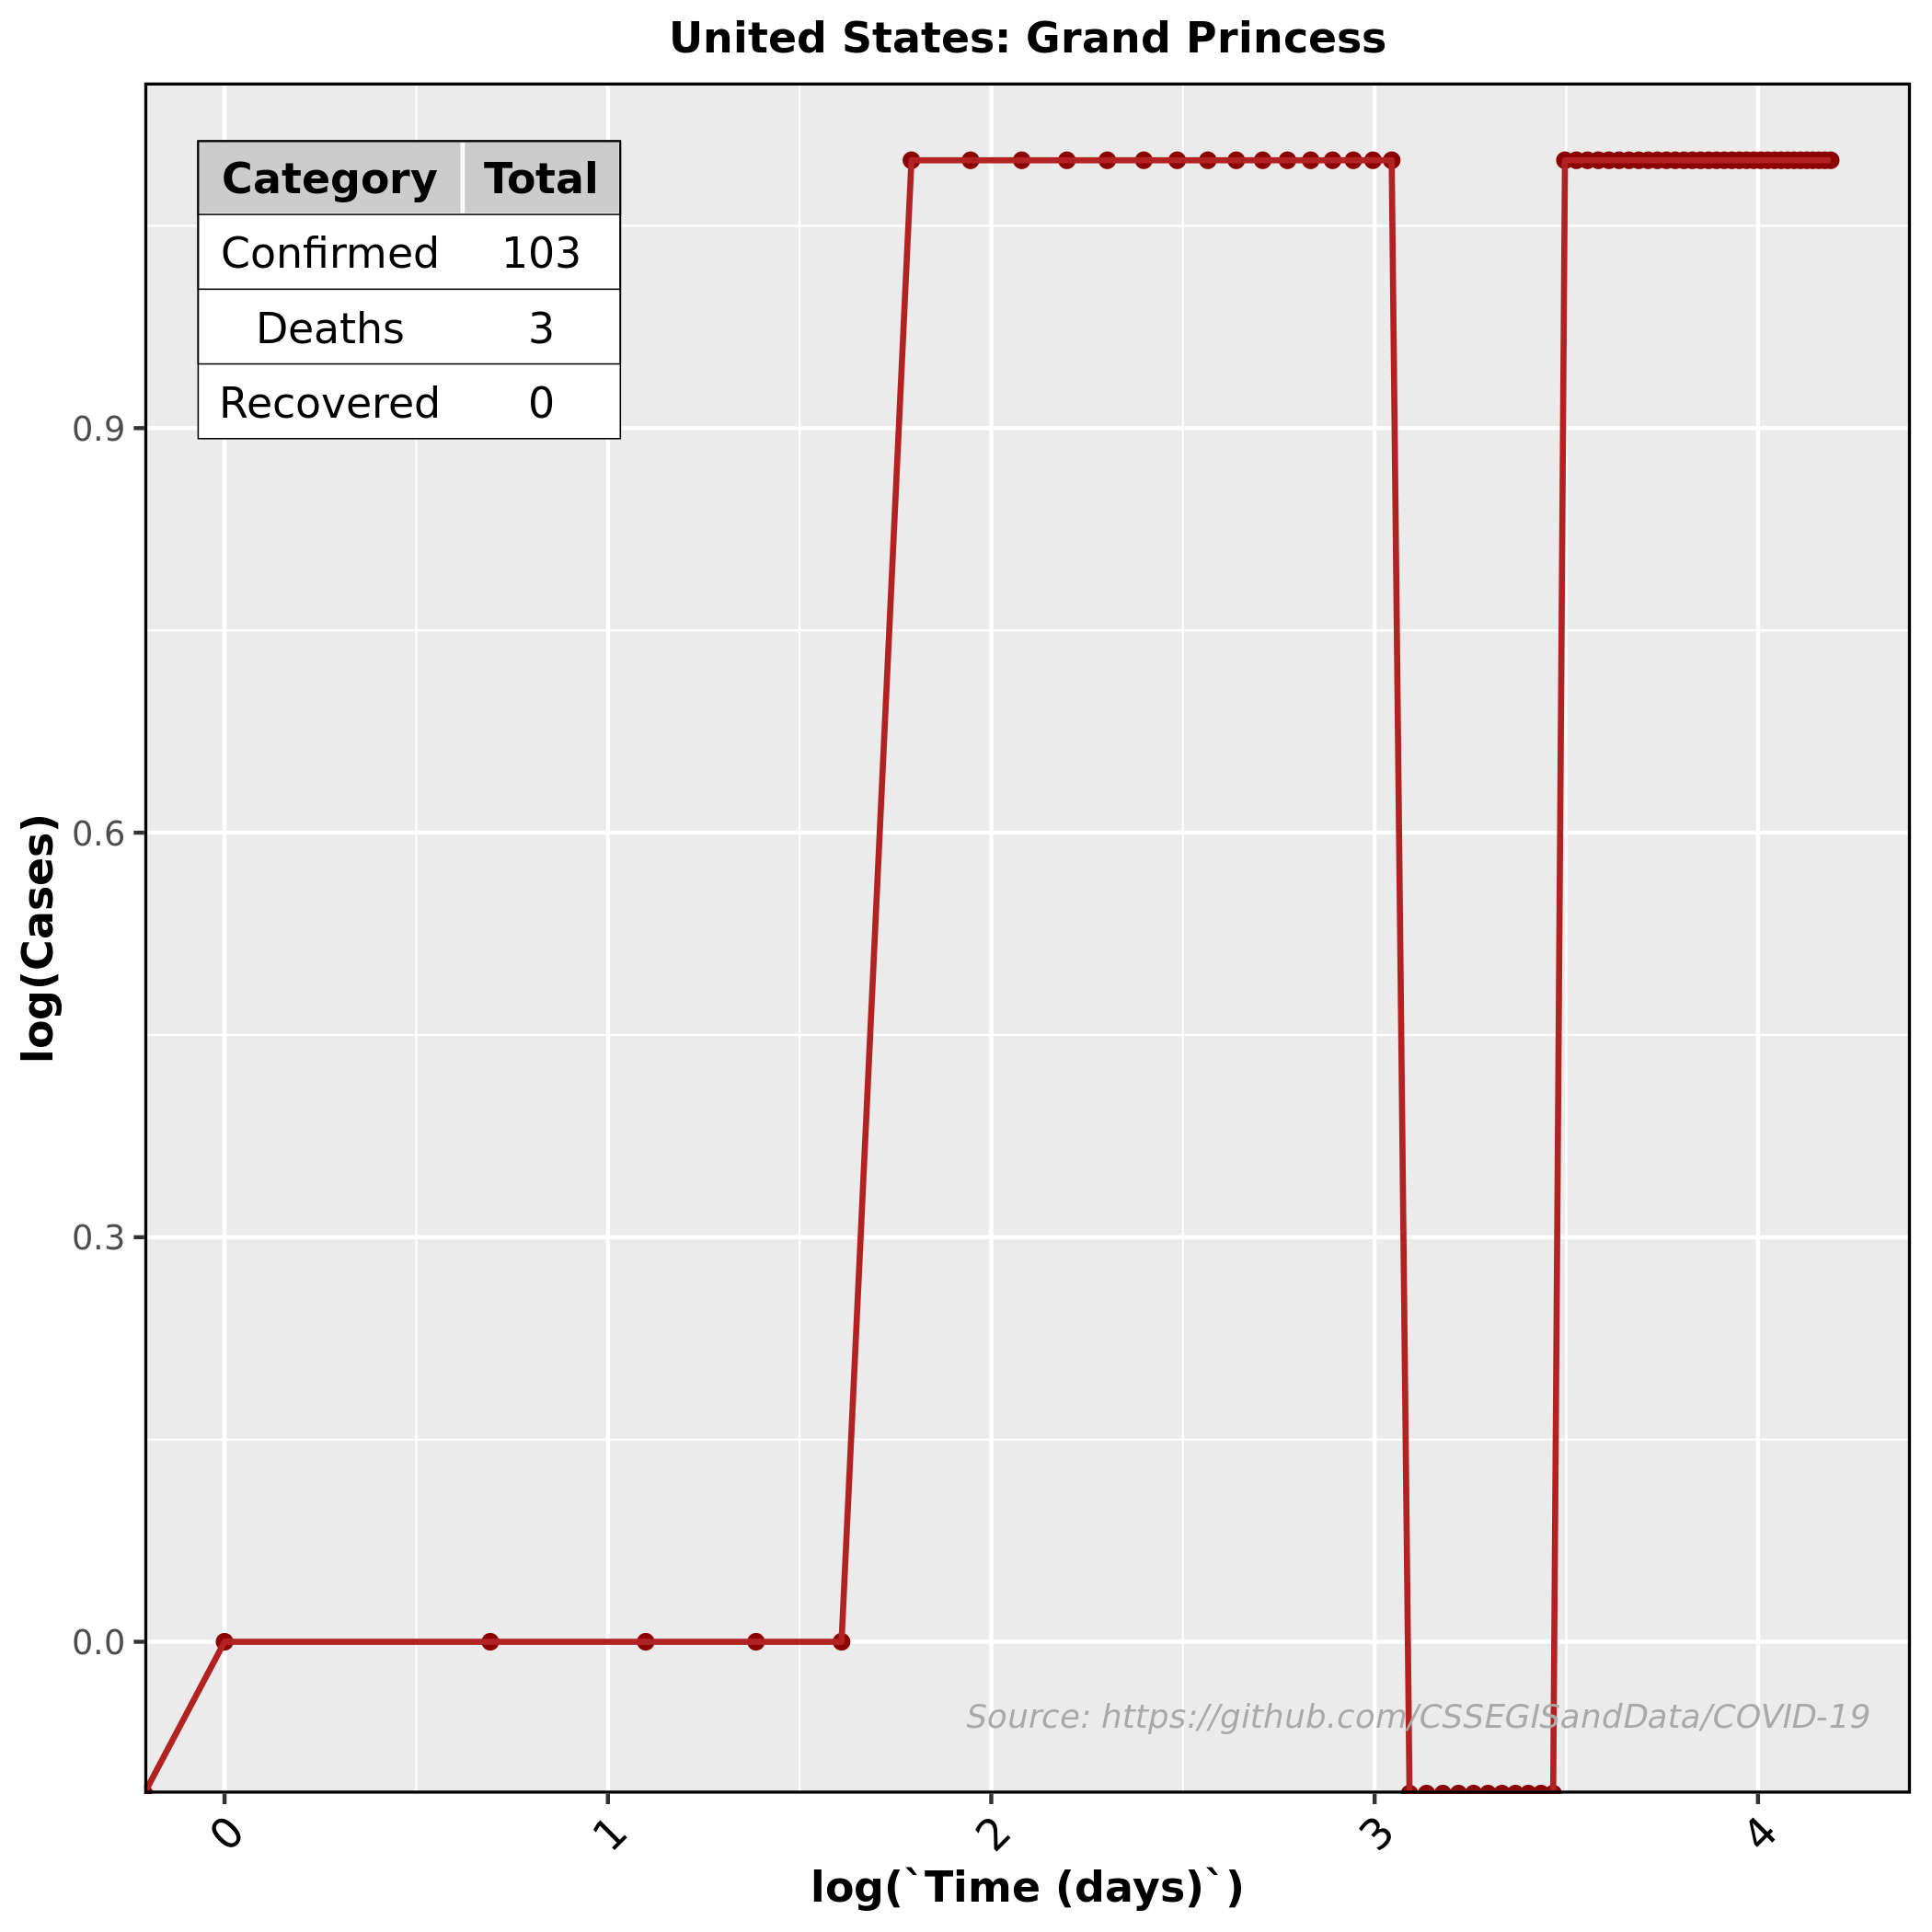 United States: Grand Princess
Category Total
Confirmed 103
Deaths 3
Recovered 0
0.9
0.6
0.3
0.0
log(Cases)
Source: https://github.com/CSSEGISandData/COVID-19
0 1 2 3 4
log(`Time (days)`)